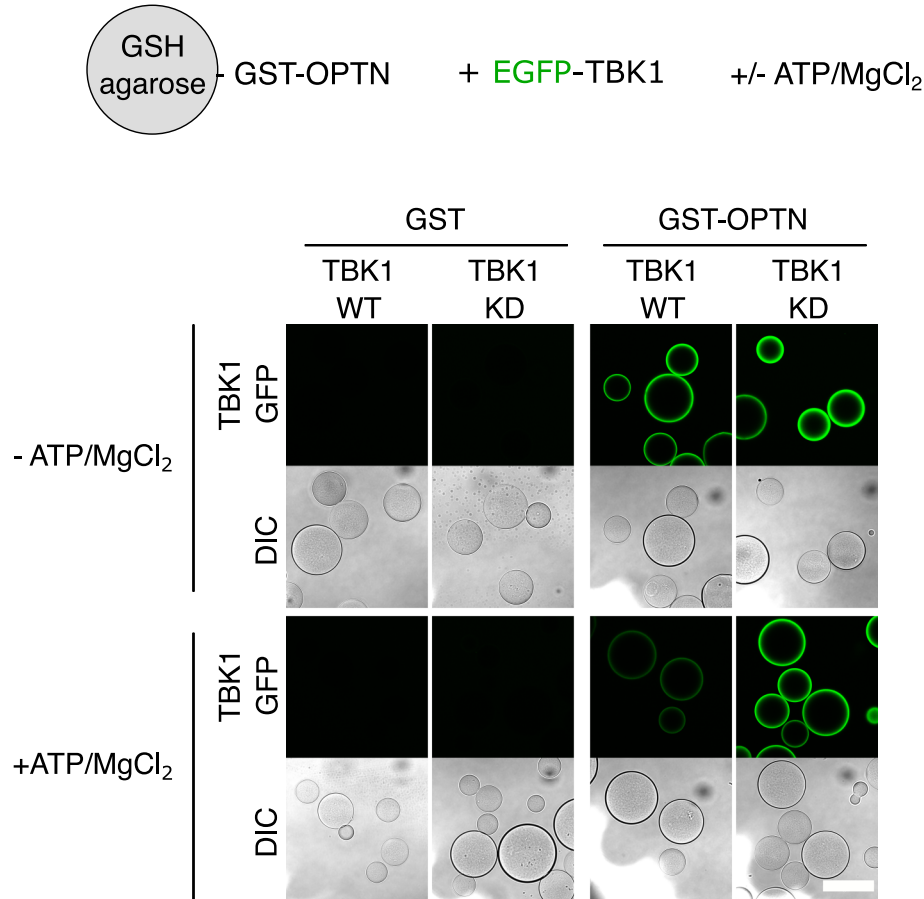 GSH
agarose
- GST-OPTN + EGFP-TBK1 +/- ATP/MgCl₂
GST GST-OPTN
TBK1 TBK1 TBK1 TBK1
WT KD WT KD
- ATP/MgCl₂
TBK1
GFP
DIC
+ATP/MgCl₂
TBK1
GFP
DIC